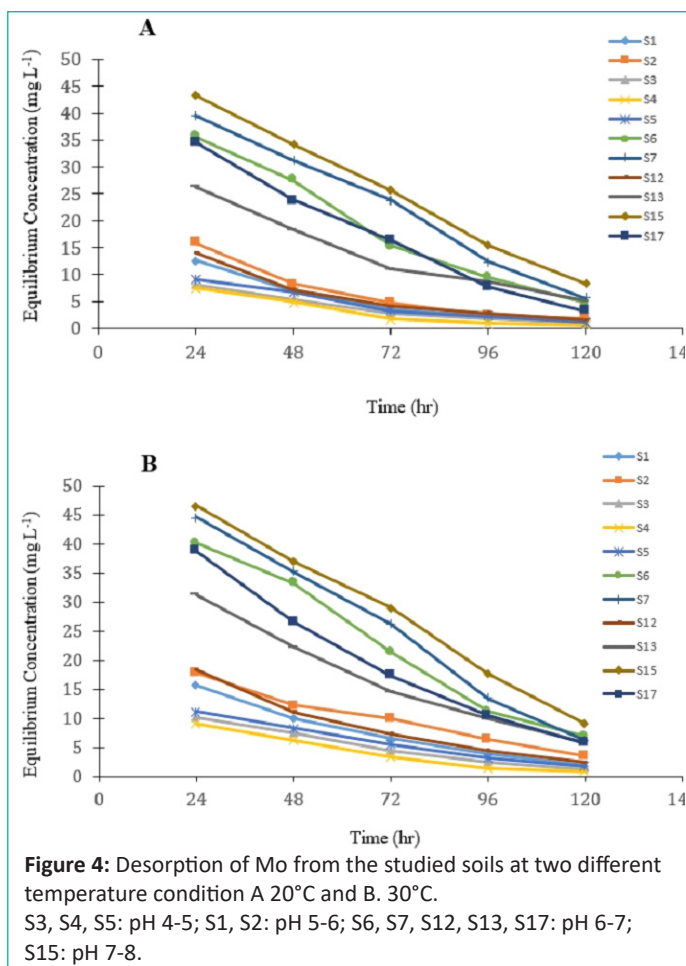 A
Equilibrium Concentration (mg L-1)
50
45
40
35
30
25
20
15
10
5
0
0
24
48
72
96
120
14
Time (hr)
S1
S2
S3
S4
S5
S6
S7
S12
S13
S15
S17
B
Equilibrium Concentration (mg L-1)
50
45
40
35
30
25
20
15
10
5
0
0
24
48
72
96
120
14
Time (hr)
S1
S2
S3
S4
S5
S6
S7
S12
S13
S15
S17
Figure 4: Desorption of Mo from the studied soils at two different
temperature condition A 20°C and B. 30°C.
S3, S4, S5: pH 4-5; S1, S2: pH 5-6; S6, S7, S12, S13, S17: pH 6-7;
S15: pH 7-8.